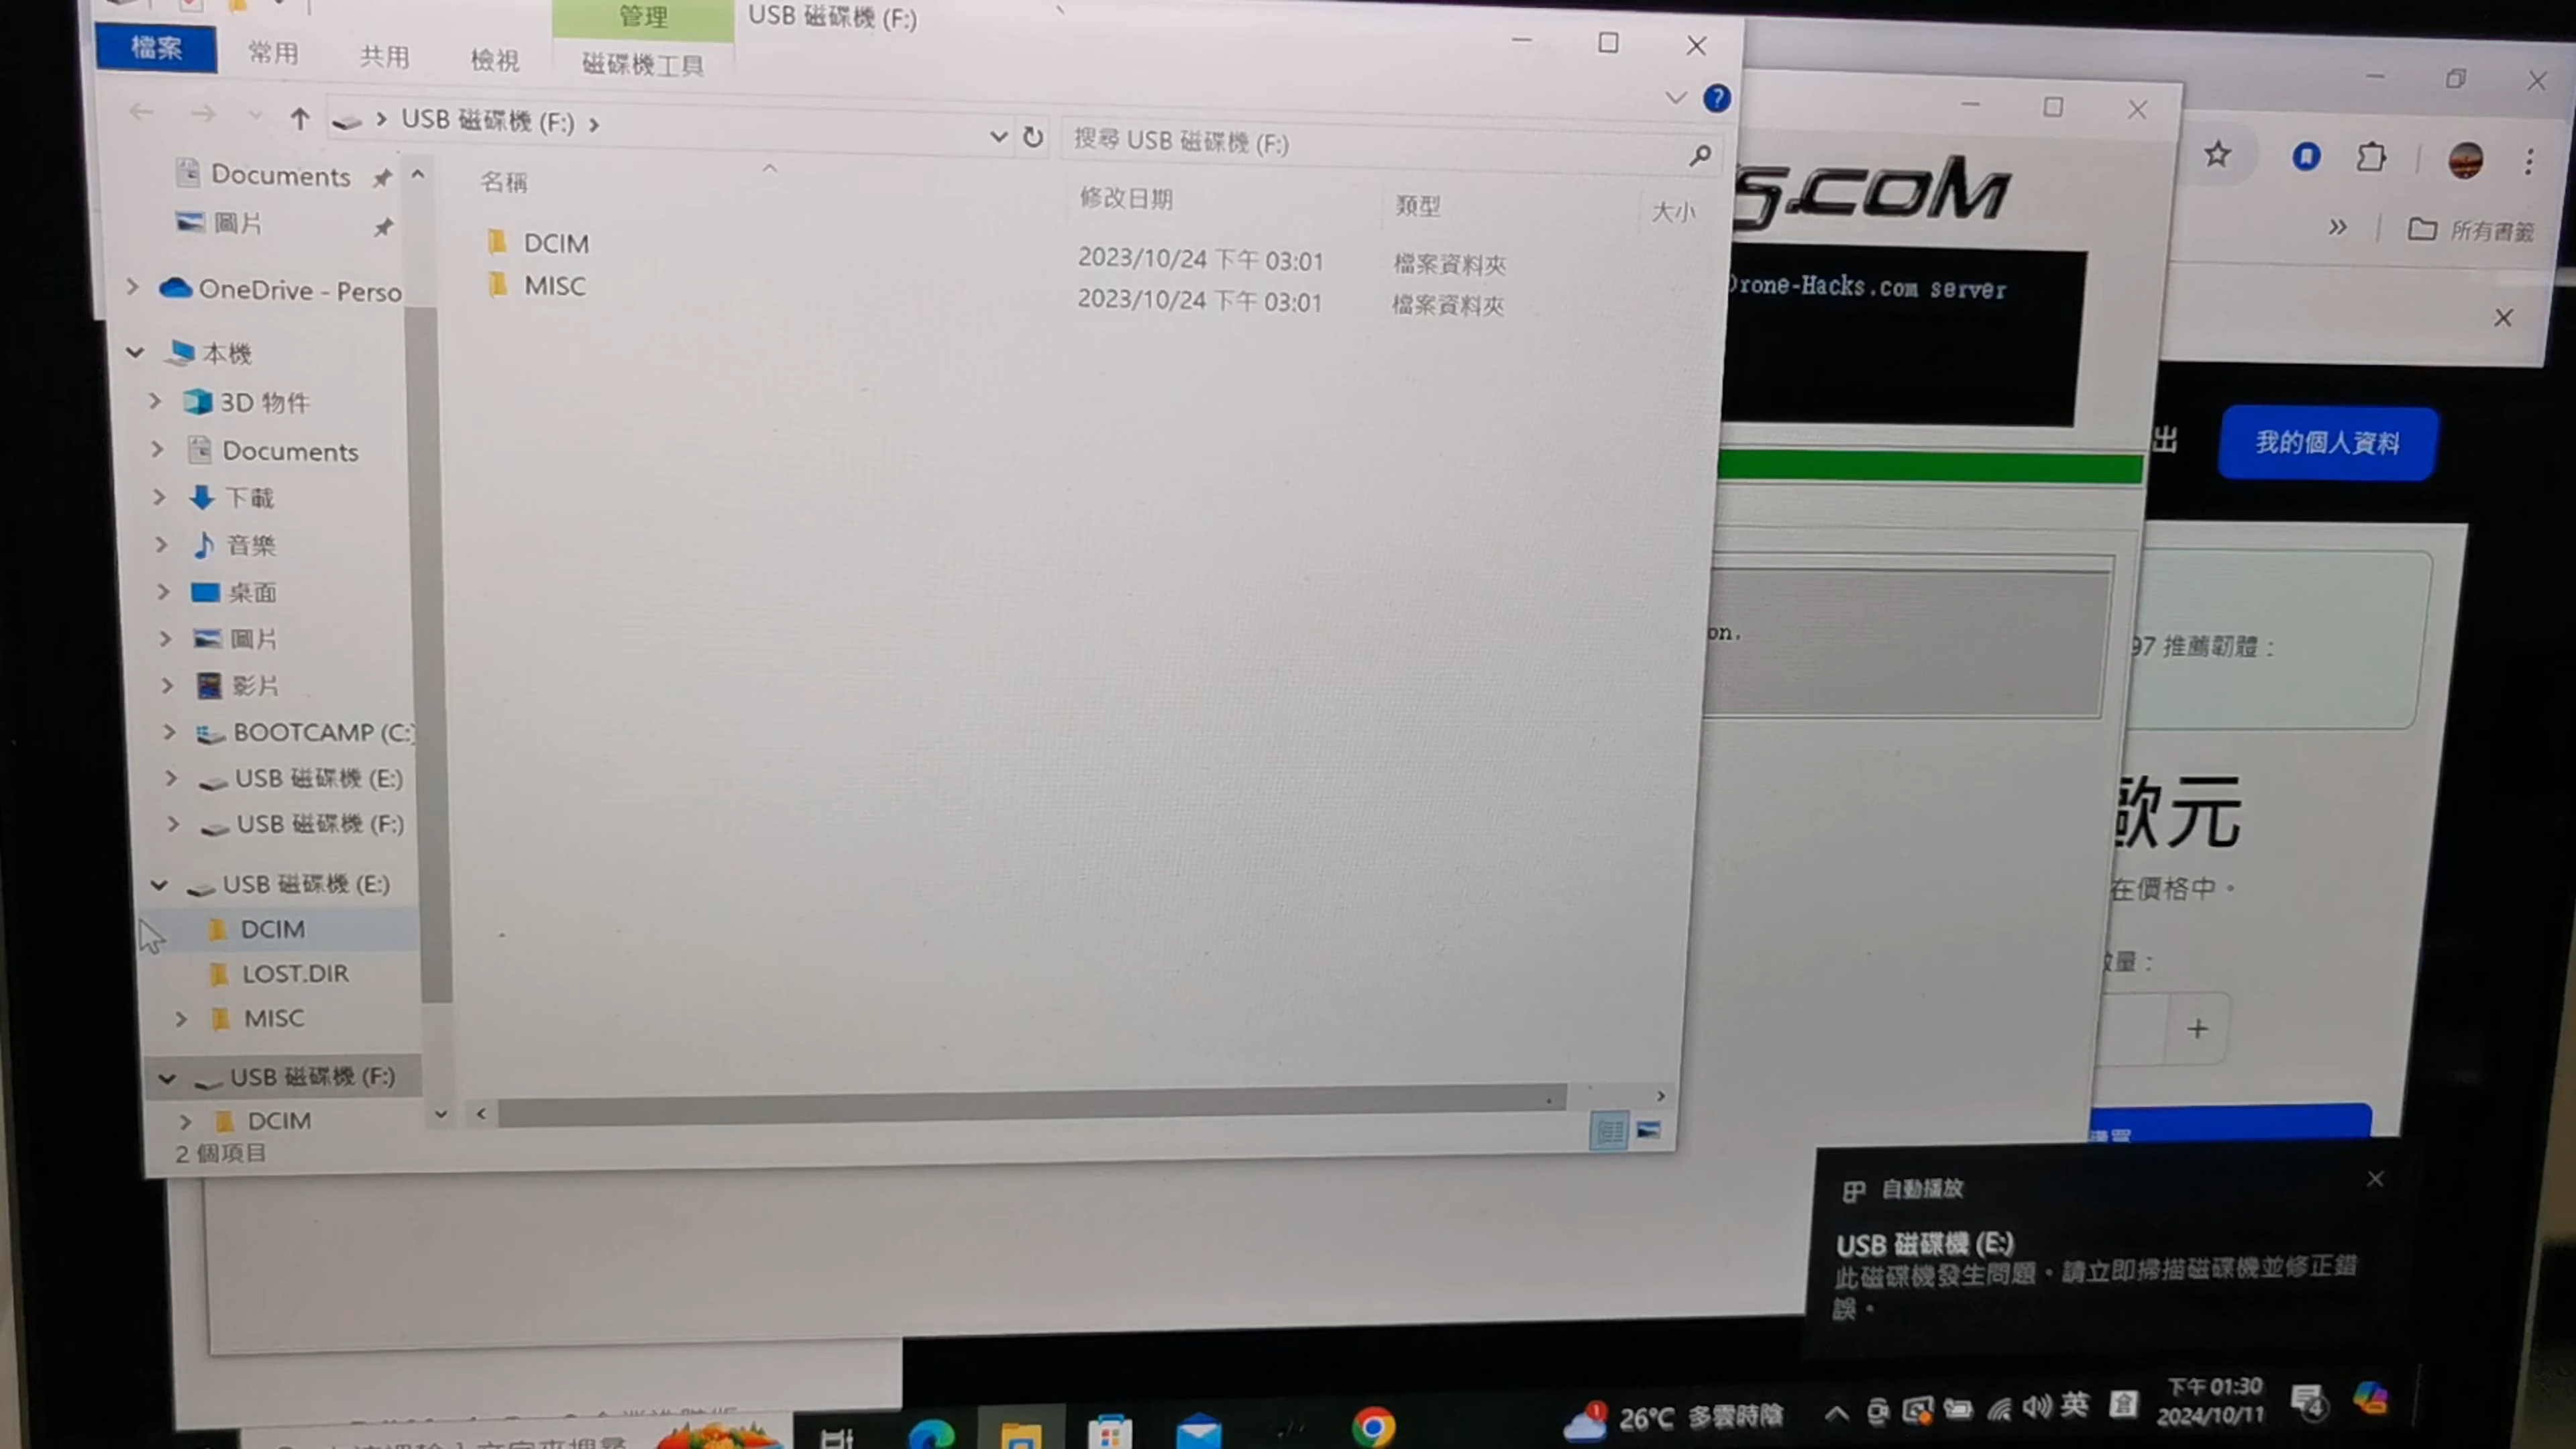 管理
USB 磁碟機 (F:)
檔案
常用
共用
檢視
磁碟機工具
USB 磁碟機 (F:)
搜尋 USB 磁碟機 (F:)
名稱
修改日期
類型
大小
DCIM
2023/10/24 下午 03:01
檔案資料夾
MISC
2023/10/24 下午 03:01
檔案資料夾
Documents
圖片
OneDrive - Perso
本機
3D 物件
Documents
下載
音樂
桌面
圖片
影片
BOOTCAMP (C:)
USB 磁碟機 (E:)
USB 磁碟機 (F:)
USB 磁碟機 (E:)
DCIM
LOST.DIR
MISC
USB 磁碟機 (F:)
DCIM
2 個項目
s.coM
Drone-Hacks.com server
on.
所有書籤
出
我的個人資料
97 推薦韌體：
歐元
在價格中。
數量：
自動播放
USB 磁碟機 (E:)
此磁碟機發生問題。請立即掃描磁碟機並修正錯
誤。
1
26°C 多雲時陰
英
倉
下午 01:30
2024/10/11
4